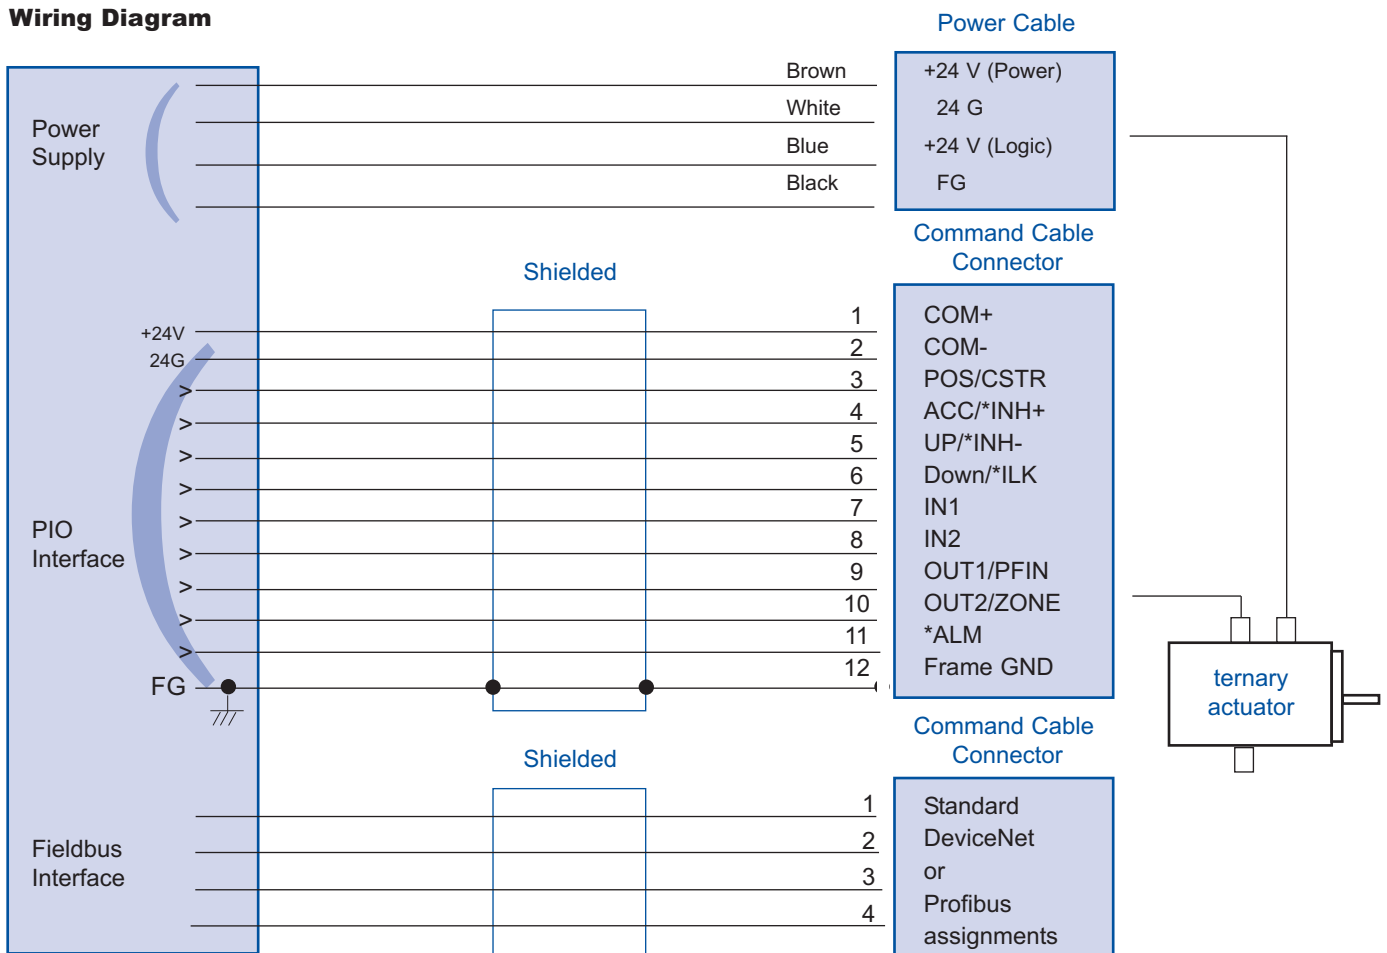 Wiring Diagram
Power Cable
Power
Supply
Brown
White
Blue
Black
+24 V (Power)
24 G
+24 V (Logic)
FG
Command Cable
Connector
Shielded
+24V
24G
>
>
>
>
>
>
>
>
>
PIO
Interface
FG
1
2
3
4
5
6
7
8
9
10
11
12
COM+
COM-
POS/CSTR
ACC/*INH+
UP/*INH-
Down/*ILK
IN1
IN2
OUT1/PFIN
OUT2/ZONE
*ALM
Frame GND
ternary
actuator
Command Cable
Connector
Shielded
Fieldbus
Interface
1
2
3
4
Standard
DeviceNet
or
Profibus
assignments